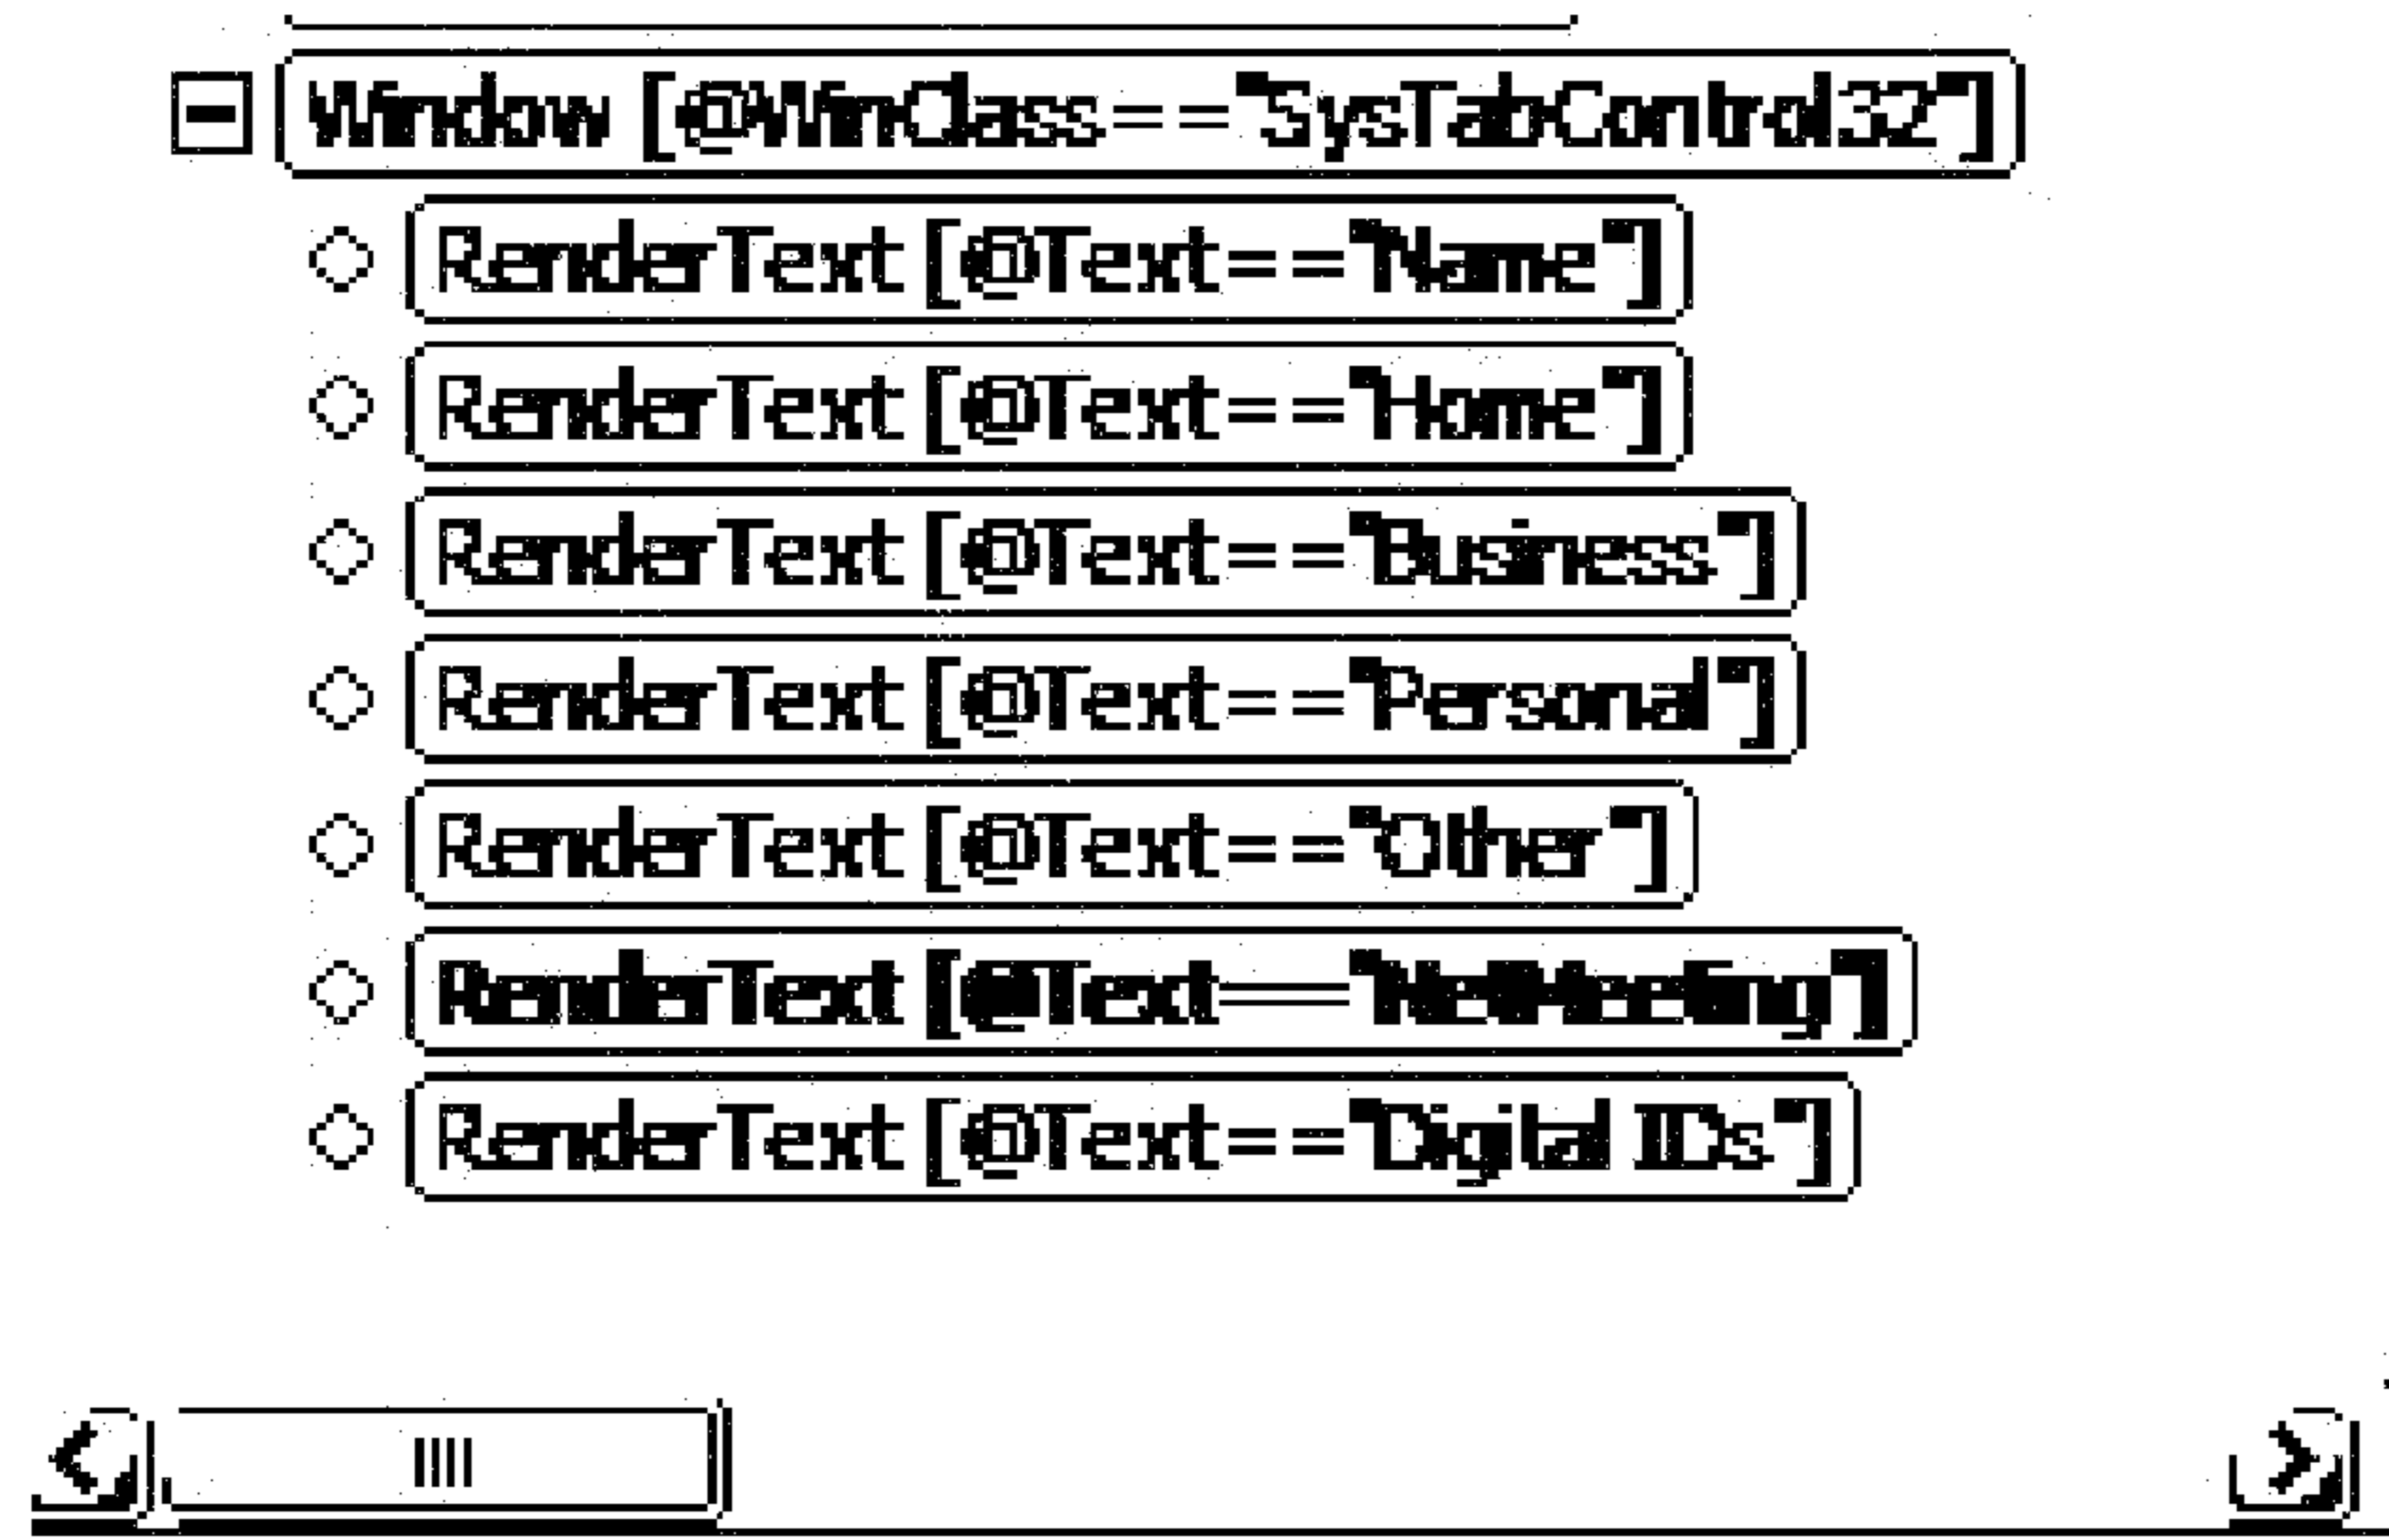 Window [@WinClass=="SysTabControl32"]
RenderText [@Text=="Name"]
RenderText [@Text=="Home"]
RenderText [@Text=="Business"]
RenderText [@Text=="Personal"]
RenderText [@Text=="Other"]
RenderText [@Text=="NetMeeting"]
RenderText [@Text=="Digital IDs"]